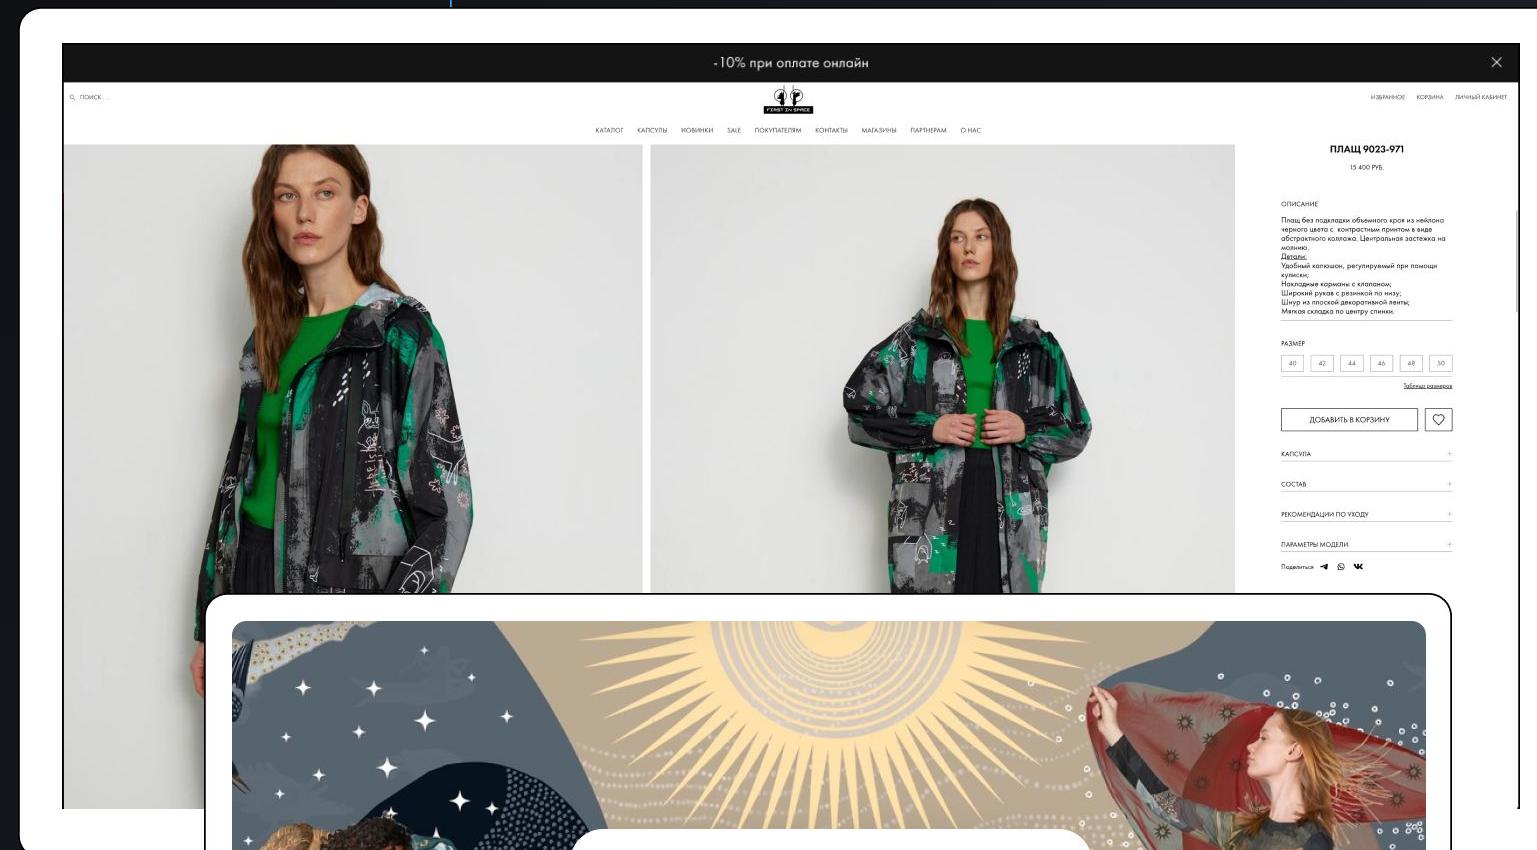 -10% при оплате онлайн
ПОИСК ...
FIRST IN SPACE
ИЗБРАННОЕ КОРЗИНА ЛИЧНЫЙ КАБИНЕТ
КАТАЛОГ КАПСУЛЫ НОВИНКИ SALE ПОКУПАТЕЛЯМ КОНТАКТЫ МАГАЗИНЫ ПАРТНЕРАМ О НАС
ПЛАЩ 9023-971
15 400 РУБ.
ОПИСАНИЕ
Плащ без подкладки объемного кроя из нейлона
черного цвета с контрастным принтом в виде
абстрактного коллажа. Центральная застежка на
молнию.
Детали:
Удобный капюшон, регулируемый при помощи
кулиски;
Накладные карманы с клапаном;
Широкий рукав с резинкой по низу;
Шнур из плоской декоративной ленты;
Мягкая складка по центру спинки.
РАЗМЕР
40 42 44 46 48 50
Таблица размеров
ДОБАВИТЬ В КОРЗИНУ
КАПСУЛА +
СОСТАВ +
РЕКОМЕНДАЦИИ ПО УХОДУ +
ПАРАМЕТРЫ МОДЕЛИ +
Поделиться